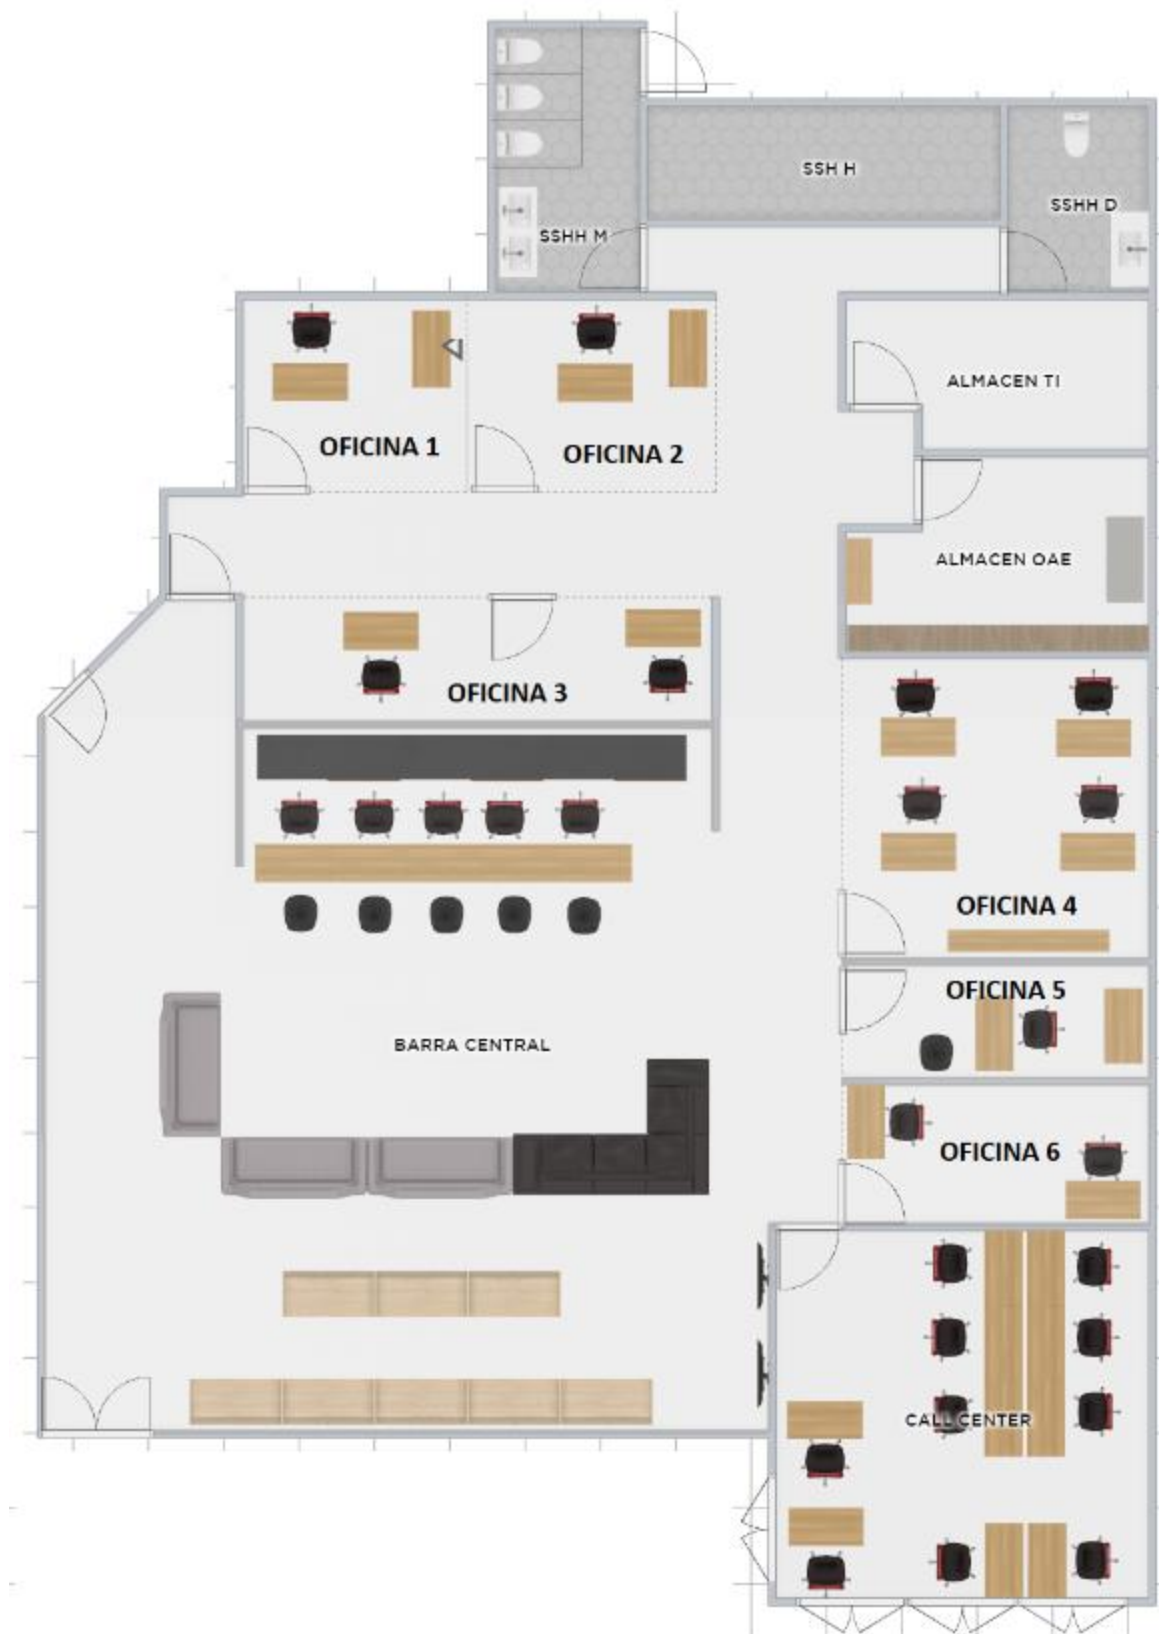 SSH H
SSHH D
SSHH M
ALMACEN TI
OFICINA 1
OFICINA 2
ALMACEN OAE
OFICINA 3
OFICINA 4
OFICINA 5
BARRA CENTRAL
OFICINA 6
CALL CENTER